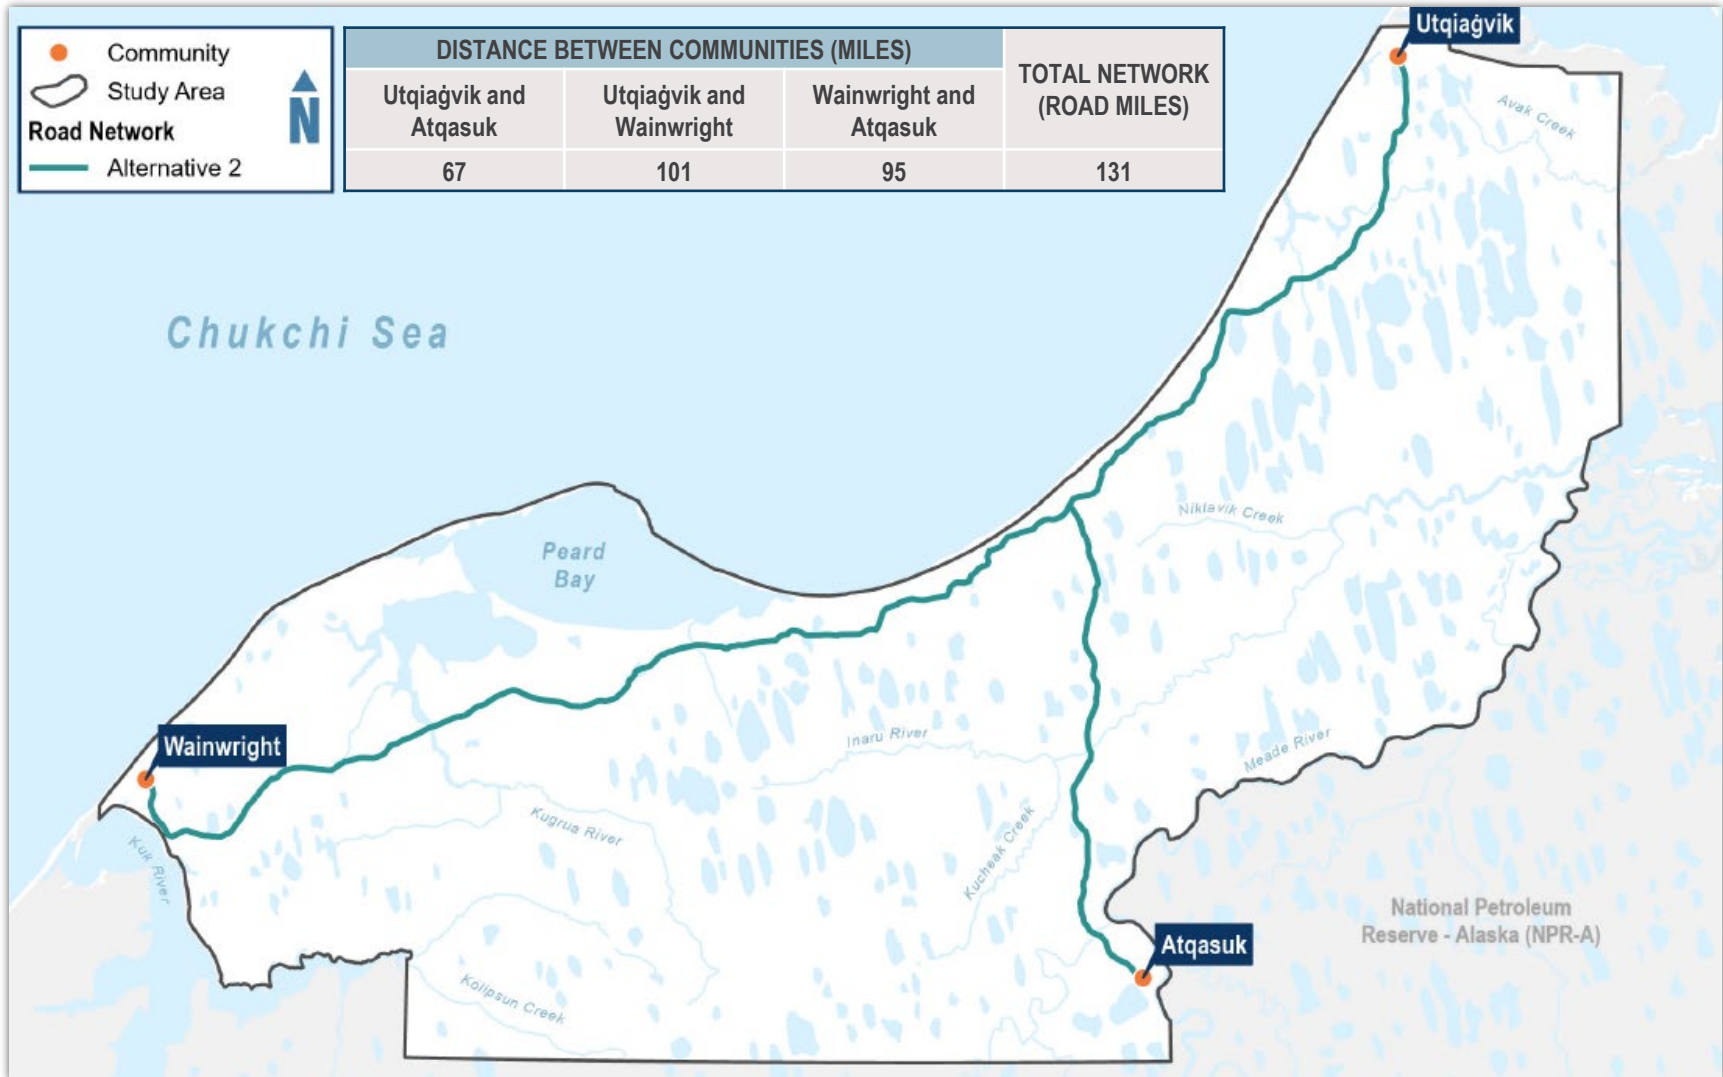 Community
Study Area
Road Network
Alternative 2
N
DISTANCE BETWEEN COMMUNITIES (MILES)
TOTAL NETWORK
(ROAD MILES)
Utqiaġvik and
Atqasuk
Utqiaġvik and
Wainwright
Wainwright and
Atqasuk
67
101
95
131
Utqiaġvik
Avak Creek
Chukchi Sea
Niklavik Creek
Peard
Bay
Wainwright
Inaru River
Meade River
Kugrua River
Kuk River
Kucheak Creek
National Petroleum
Reserve - Alaska (NPR-A)
Atqasuk
Kolipsun Creek